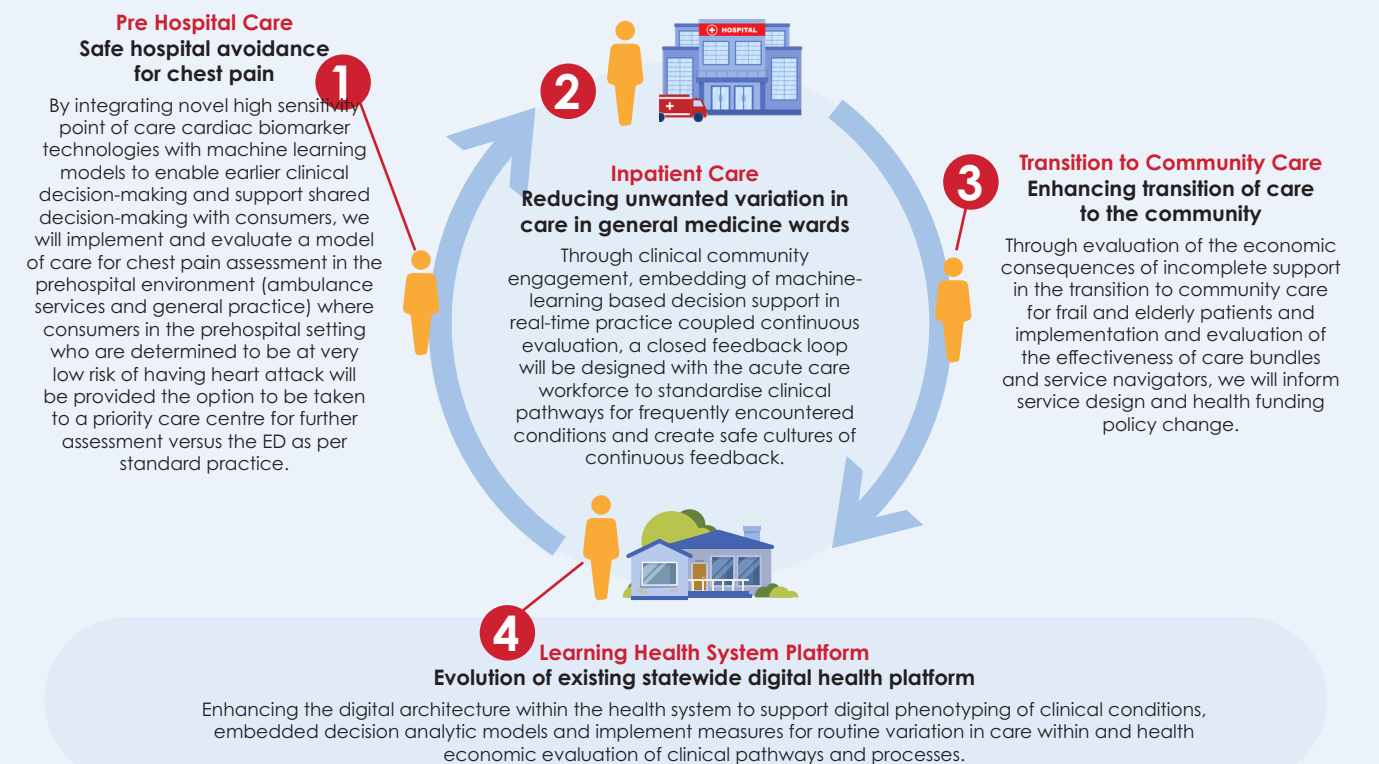 Pre Hospital Care
Safe hospital avoidance
for chest pain
1
By integrating novel high sensitivity
point of care cardiac biomarker
technologies with machine learning
models to enable earlier clinical
decision-making and support shared
decision-making with consumers, we
will implement and evaluate a model
of care for chest pain assessment in the
prehospital environment (ambulance
services and general practice) where
consumers in the prehospital setting
who are determined to be at very
low risk of having heart attack will
be provided the option to be taken
to a priority care centre for further
assessment versus the ED as per
standard practice.
2
HOSPITAL
Inpatient Care
Reducing unwanted variation in
care in general medicine wards
Through clinical community
engagement, embedding of machine-
learning based decision support in
real-time practice coupled continuous
evaluation, a closed feedback loop
will be designed with the acute care
workforce to standardise clinical
pathways for frequently encountered
conditions and create safe cultures of
continuous feedback.
3
Transition to Community Care
Enhancing transition of care
to the community
Through evaluation of the economic
consequences of incomplete support
in the transition to community care
for frail and elderly patients and
implementation and evaluation of
the effectiveness of care bundles
and service navigators, we will inform
service design and health funding
policy change.
4
Learning Health System Platform
Evolution of existing statewide digital health platform
Enhancing the digital architecture within the health system to support digital phenotyping of clinical conditions,
embedded decision analytic models and implement measures for routine variation in care within and health
economic evaluation of clinical pathways and processes.